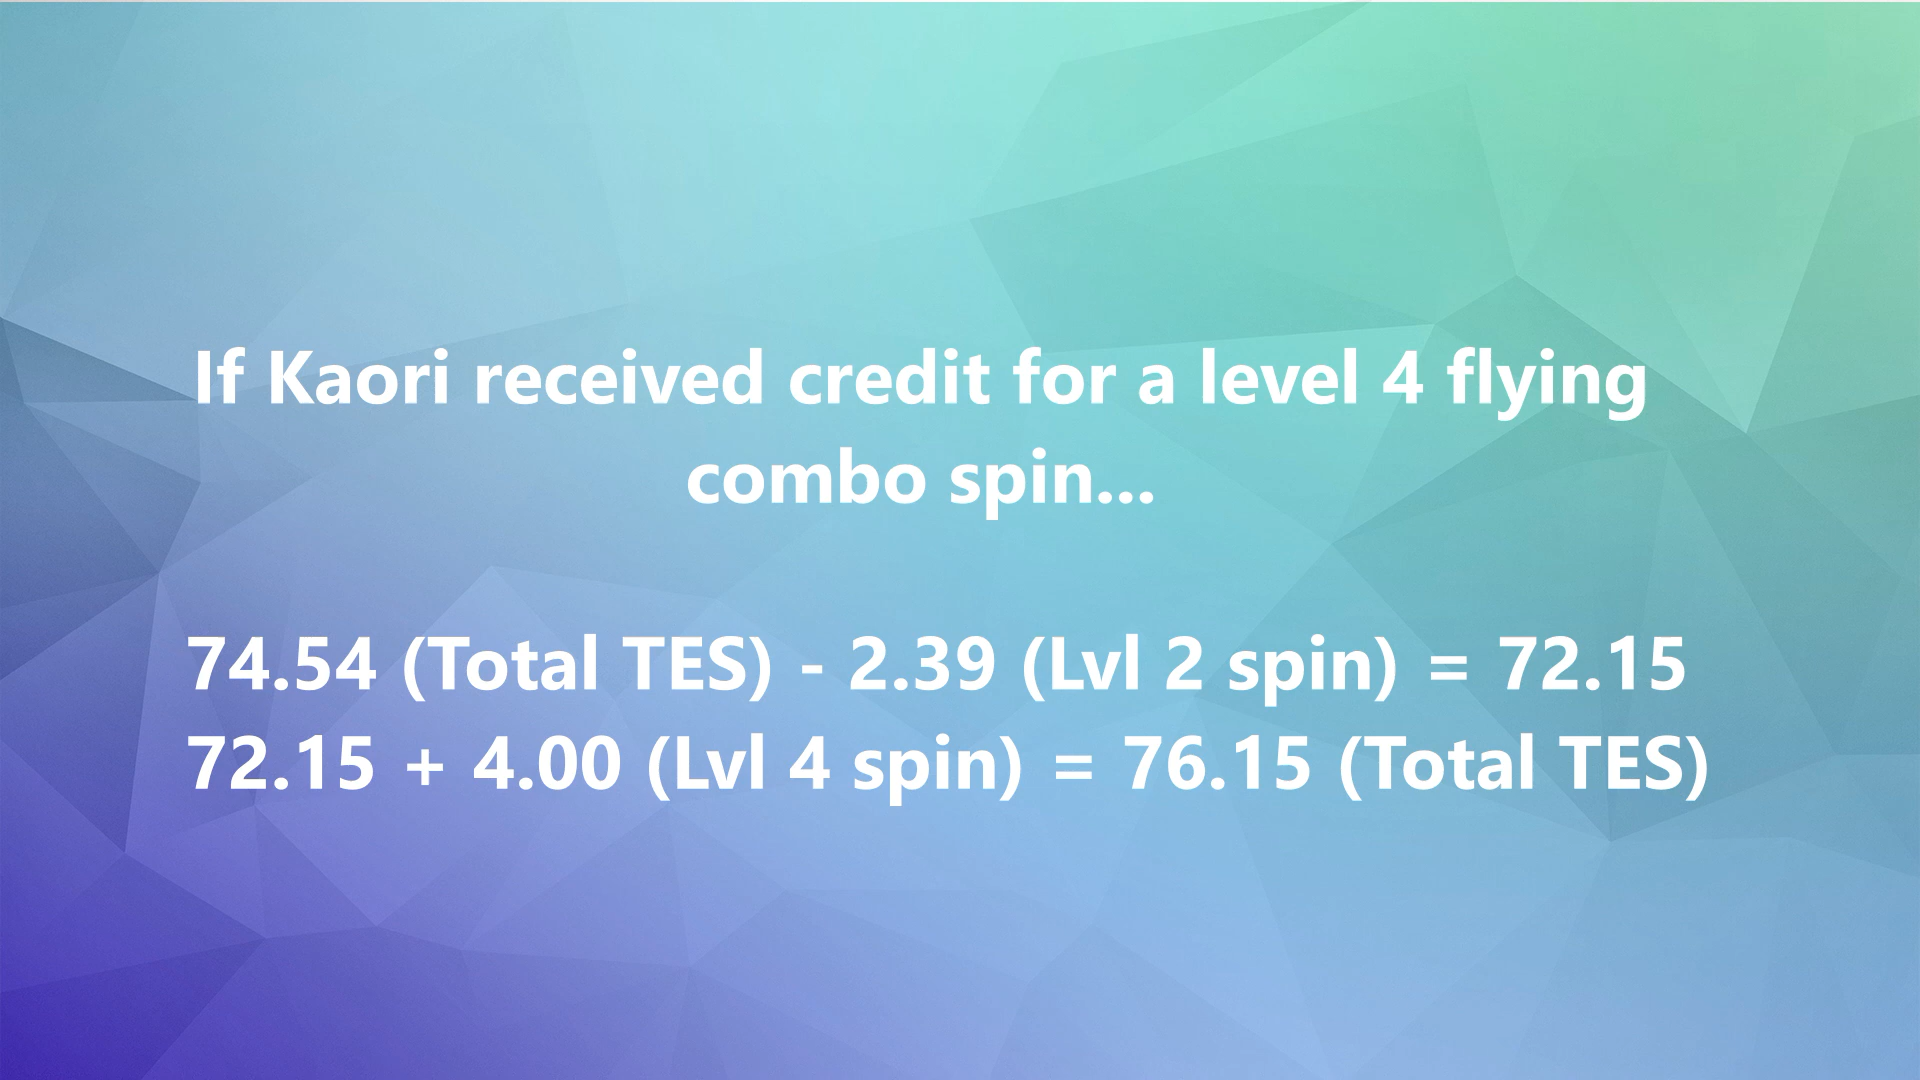 If Kaori received credit for a level 4 flying
combo spin...
74.54 (Total TES) - 2.39 (Lvl 2 spin) = 72.15
72.15 + 4.00 (Lvl 4 spin) = 76.15 (Total TES)